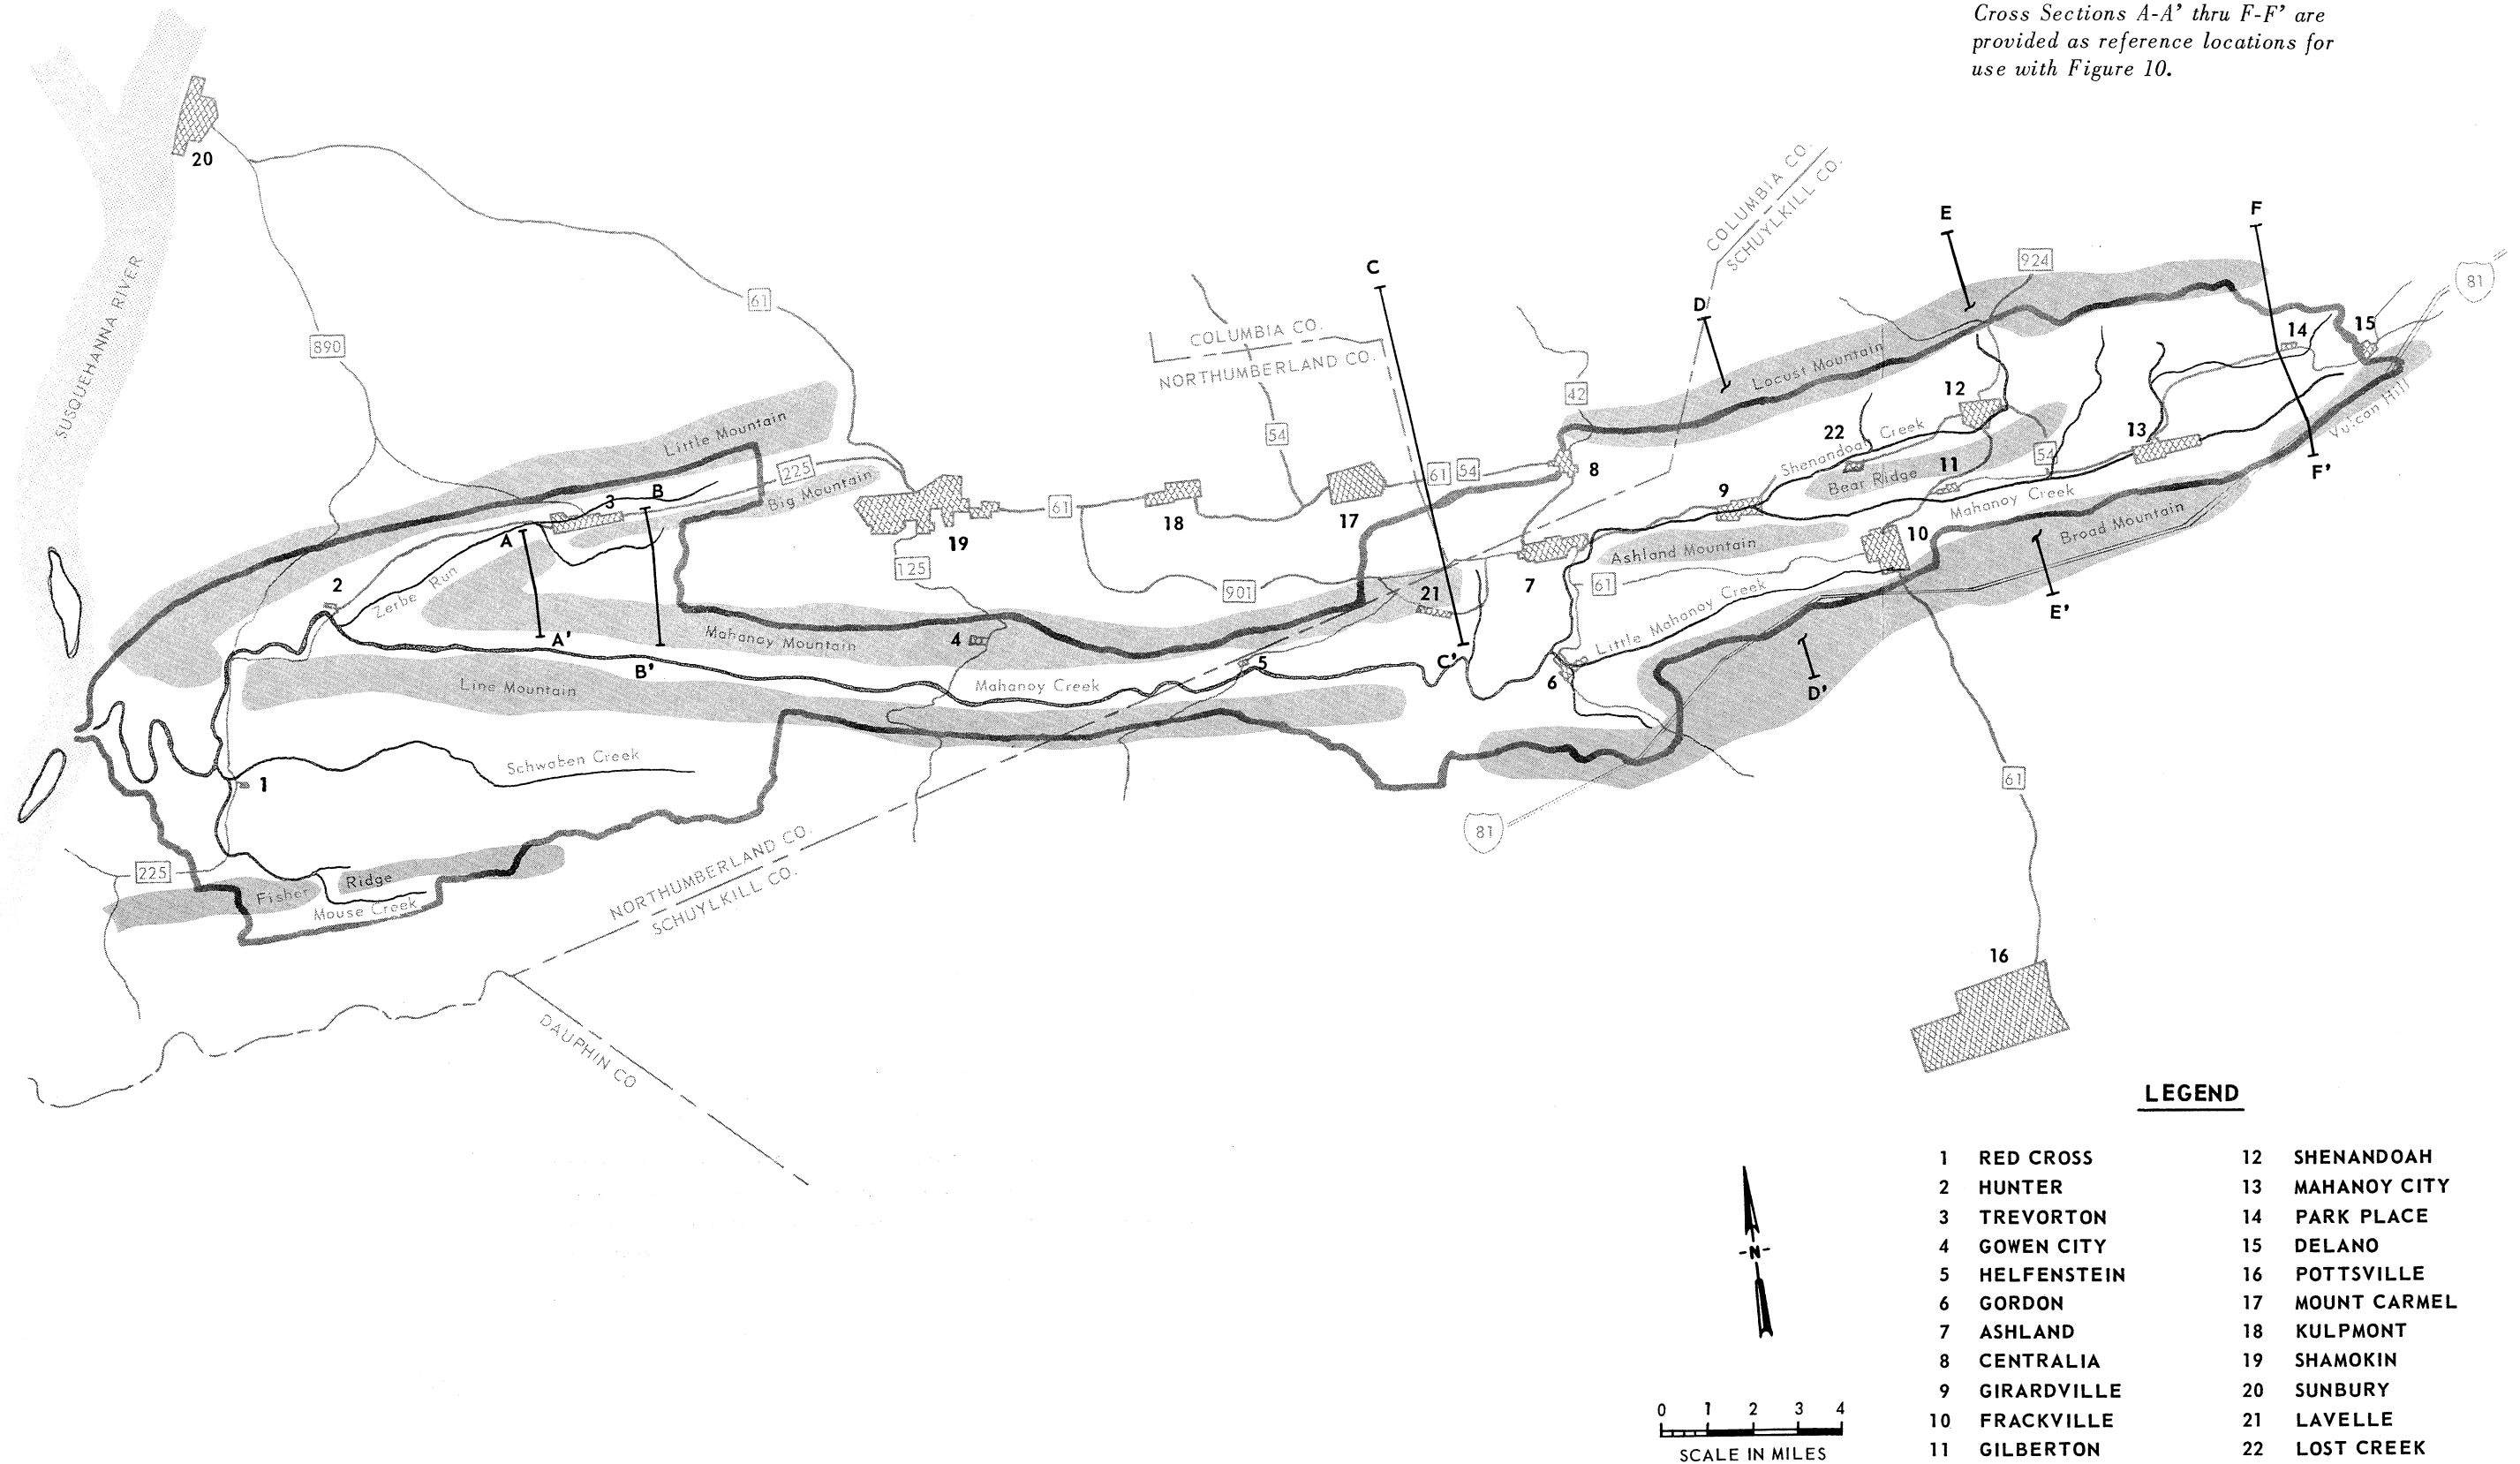 Cross Sections A-A' thru F-F' are
provided as reference locations for
use with Figure 10.
20
SUSQUEHANNA RIVER
61
890
COLUMBIA CO.
SCHUYLKILL CO.
E
F
924
81
C
D
COLUMBIA CO.
NORTHUMBERLAND CO.
14
15
42
Locust Mountain
12
Vulcan Hill
Little Mountain
54
22
Shenandoah Creek
13
54
225
Big Mountain
61
54
8
Bear Ridge
11
F'
3
B
9
Mahanoy Creek
61
18
17
A
19
10
Broad Mountain
125
Ashland Mountain
2
Zerbe Run
901
21
7
61
Little Mahanoy Creek
E'
A'
Mahanoy Mountain
4
B'
5
C'
6
D'
Line Mountain
Mahanoy Creek
Schwaben Creek
1
61
81
NORTHUMBERLAND CO.
SCHUYLKILL CO.
225
Fisher
Ridge
Mouse Creek
16
DAUPHIN CO
LEGEND
1 RED CROSS
2 HUNTER
3 TREVORTON
4 GOWEN CITY
5 HELFENSTEIN
6 GORDON
7 ASHLAND
8 CENTRALIA
9 GIRARDVILLE
10 FRACKVILLE
11 GILBERTON
12 SHENANDOAH
13 MAHANOY CITY
14 PARK PLACE
15 DELANO
16 POTTSVILLE
17 MOUNT CARMEL
18 KULPMONT
19 SHAMOKIN
20 SUNBURY
21 LAVELLE
22 LOST CREEK
-N-
0 1 2 3 4
SCALE IN MILES